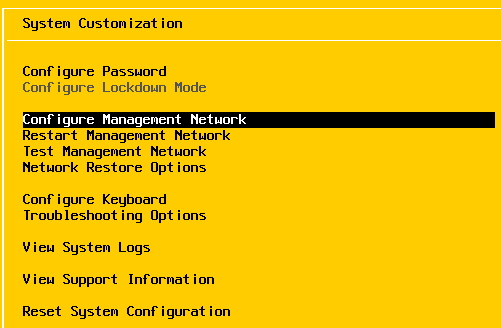 System Customization
Configure Password
Configure Lockdown Mode
Configure Management Network
Restart Management Network
Test Management Network
Network Restore Options
Configure Keyboard
Troubleshooting Options
View System Logs
View Support Information
Reset System Configuration